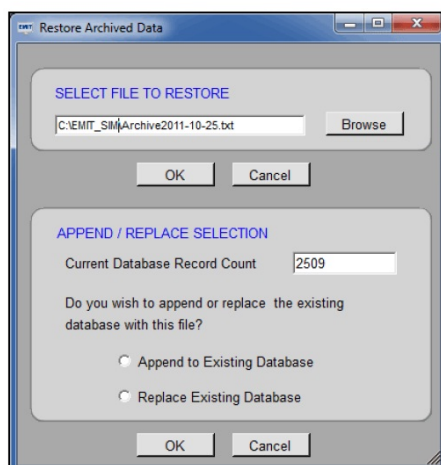 EMIT
Restore Archived Data
SELECT FILE TO RESTORE
C:\EMIT_SIM\Archive2011-10-25.txt
Browse
OK Cancel
APPEND / REPLACE SELECTION
Current Database Record Count 2509
Do you wish to append or replace the existing
database with this file?
Append to Existing Database
Replace Existing Database
OK Cancel